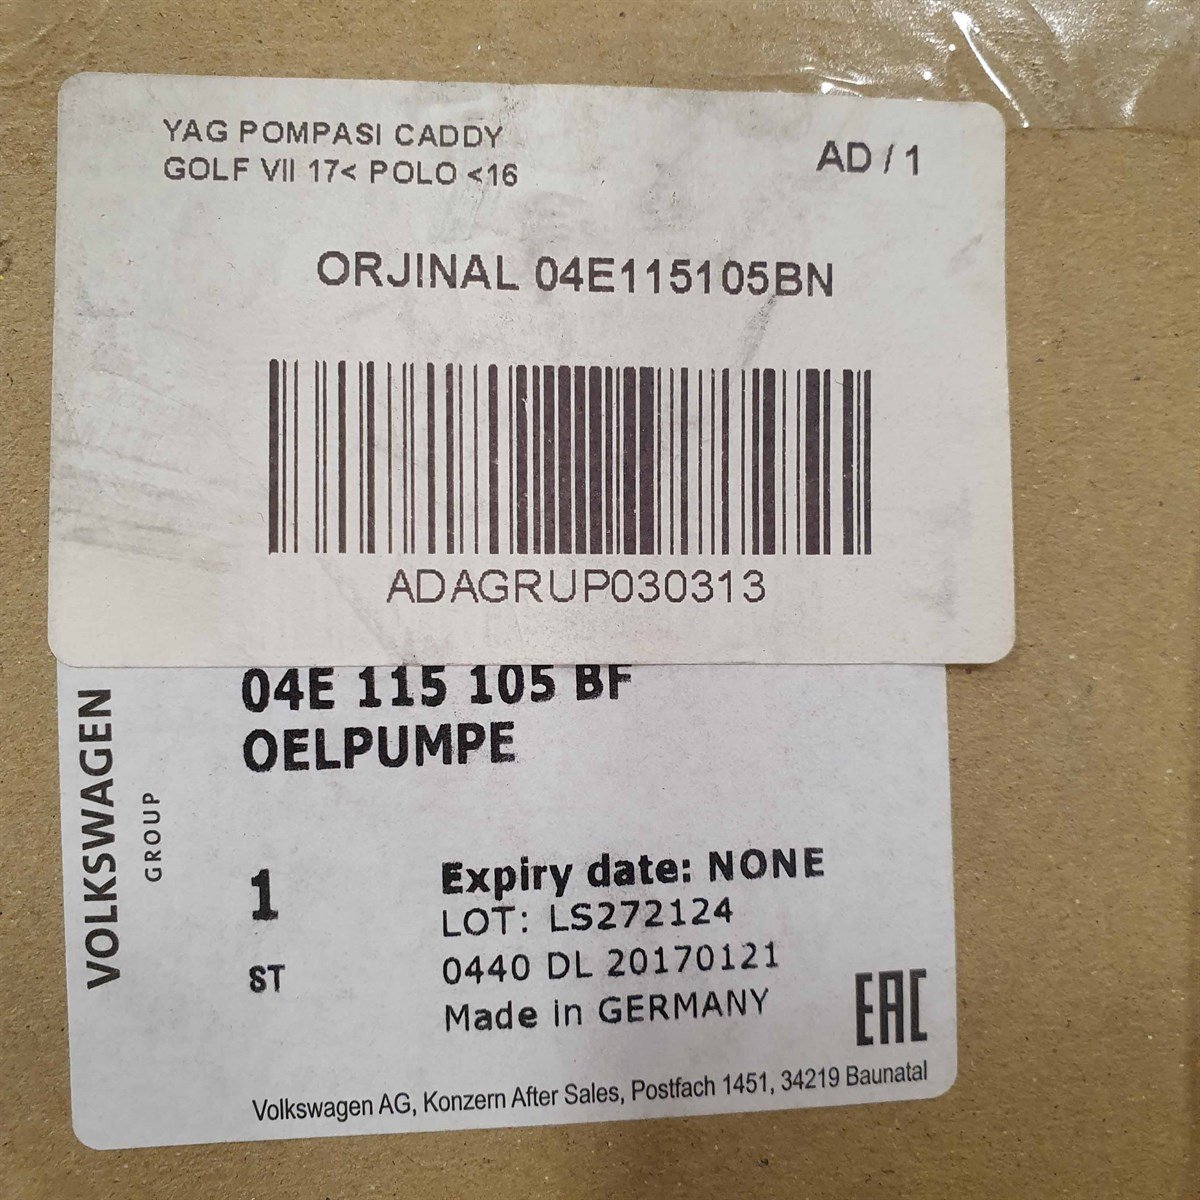 YAG POMPASI CADDY
GOLF VII 17< POLO <16
AD / 1
ORJINAL 04E115105BN
ADAGRUP030313
04E 115 105 BF
OELPUMPE
VOLKSWAGEN
GROUP
1
ST
Expiry date: NONE
LOT: LS272124
0440 DL 20170121
Made in GERMANY
EAC
Volkswagen AG, Konzern After Sales, Postfach 1451, 34219 Baunatal